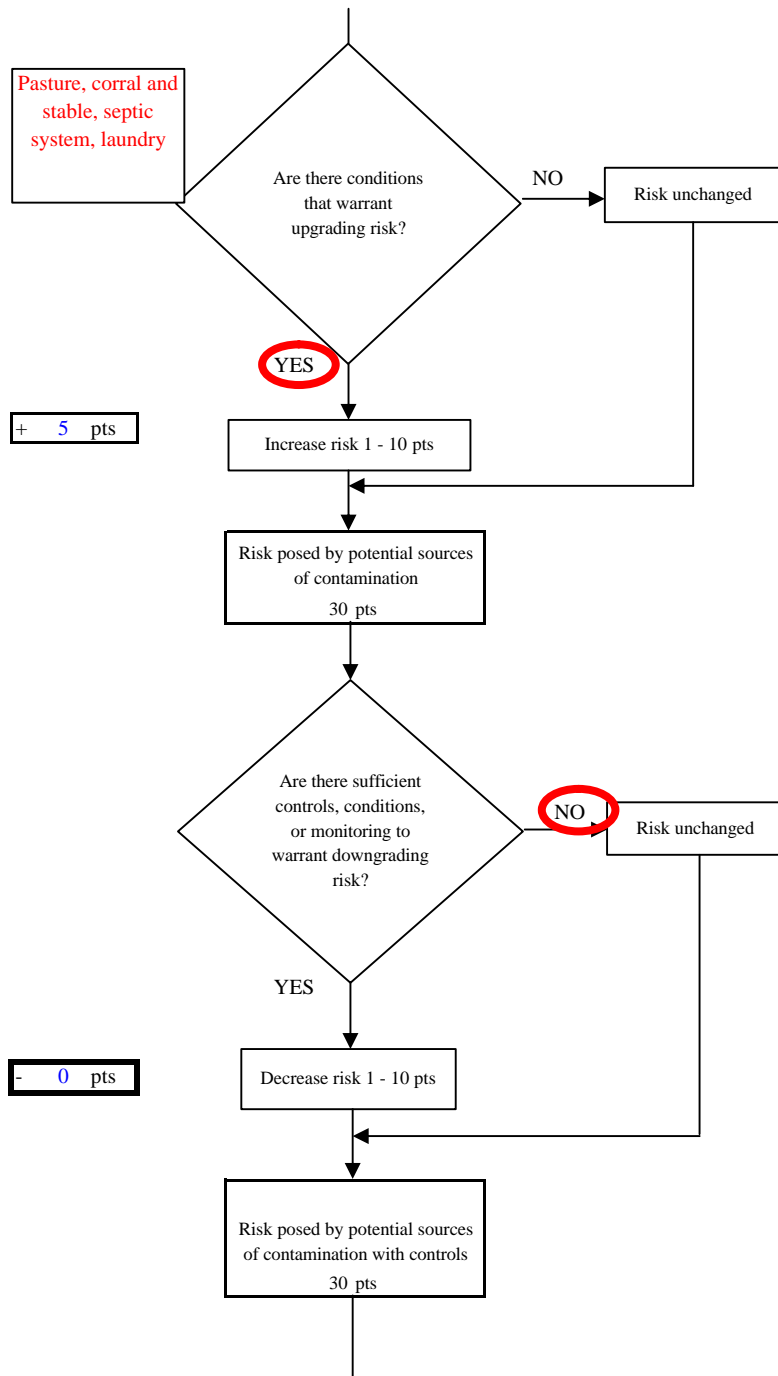 Pasture, corral and
stable, septic
system, laundry
Are there conditions
that warrant
upgrading risk?
NO
Risk unchanged
YES
+ 5 pts
Increase risk 1 - 10 pts
Risk posed by potential sources
of contamination
30 pts
Are there sufficient
controls, conditions,
or monitoring to
warrant downgrading
risk?
NO
Risk unchanged
YES
- 0 pts
Decrease risk 1 - 10 pts
Risk posed by potential sources
of contamination with controls
30 pts